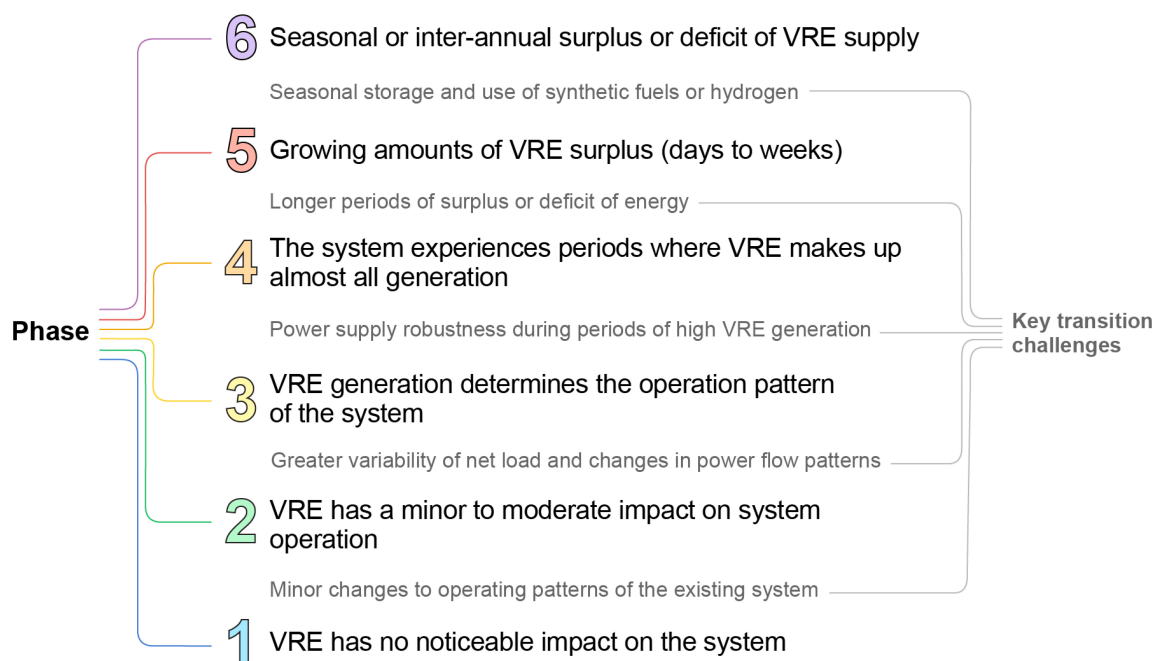 6 Seasonal or inter-annual surplus or deficit of VRE supply
Seasonal storage and use of synthetic fuels or hydrogen
5 Growing amounts of VRE surplus (days to weeks)
Longer periods of surplus or deficit of energy
4 The system experiences periods where VRE makes up
almost all generation
Phase
Power supply robustness during periods of high VRE generation
Key transition
challenges
3 VRE generation determines the operation pattern
of the system
Greater variability of net load and changes in power flow patterns
2 VRE has a minor to moderate impact on system
operation
Minor changes to operating patterns of the existing system
1 VRE has no noticeable impact on the system